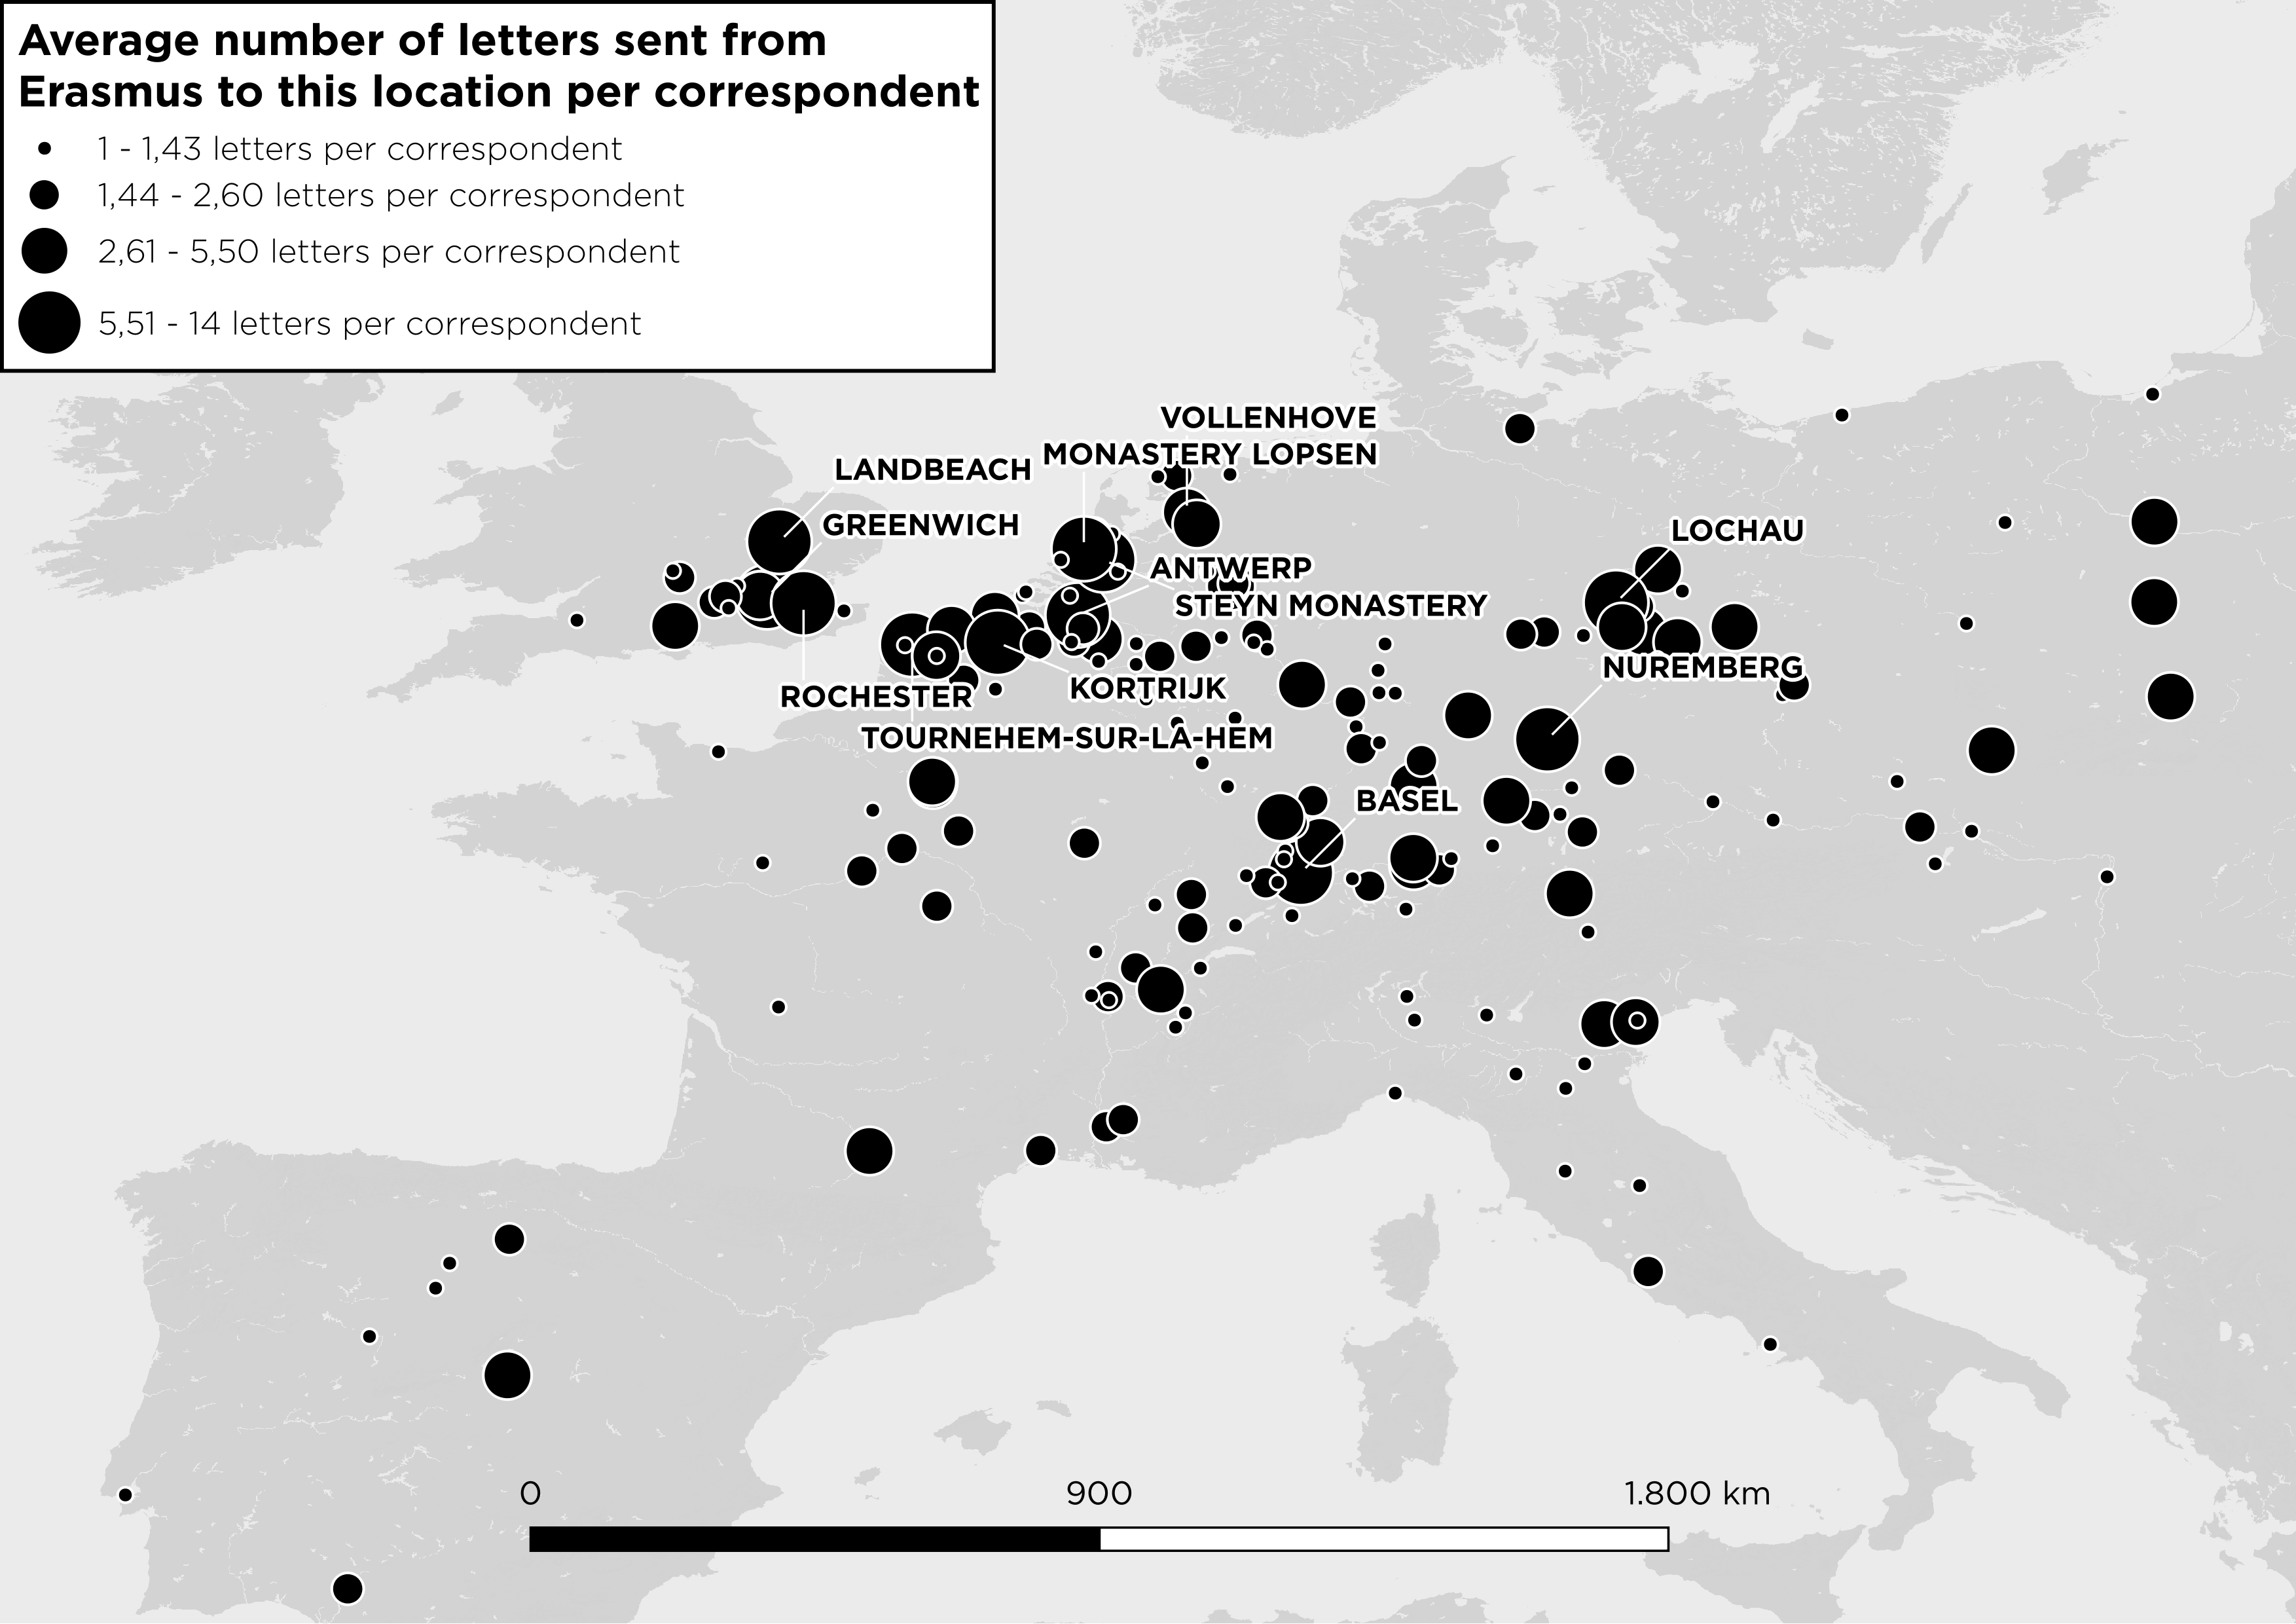 Average number of letters sent from
Erasmus to this location per correspondent
1 - 1,43 letters per correspondent
1,44 - 2,60 letters per correspondent
2,61 - 5,50 letters per correspondent
5,51 - 14 letters per correspondent
VOLLENHOVE
MONASTERY LOPSEN
LANDBEACH
GREENWICH
LOCHAU
ANTWERP
STEYN MONASTERY
NUREMBERG
KORTRIJK
ROCHESTER
TOURNEHEM-SUR-LA-HEM
BASEL
0 900 1.800 km